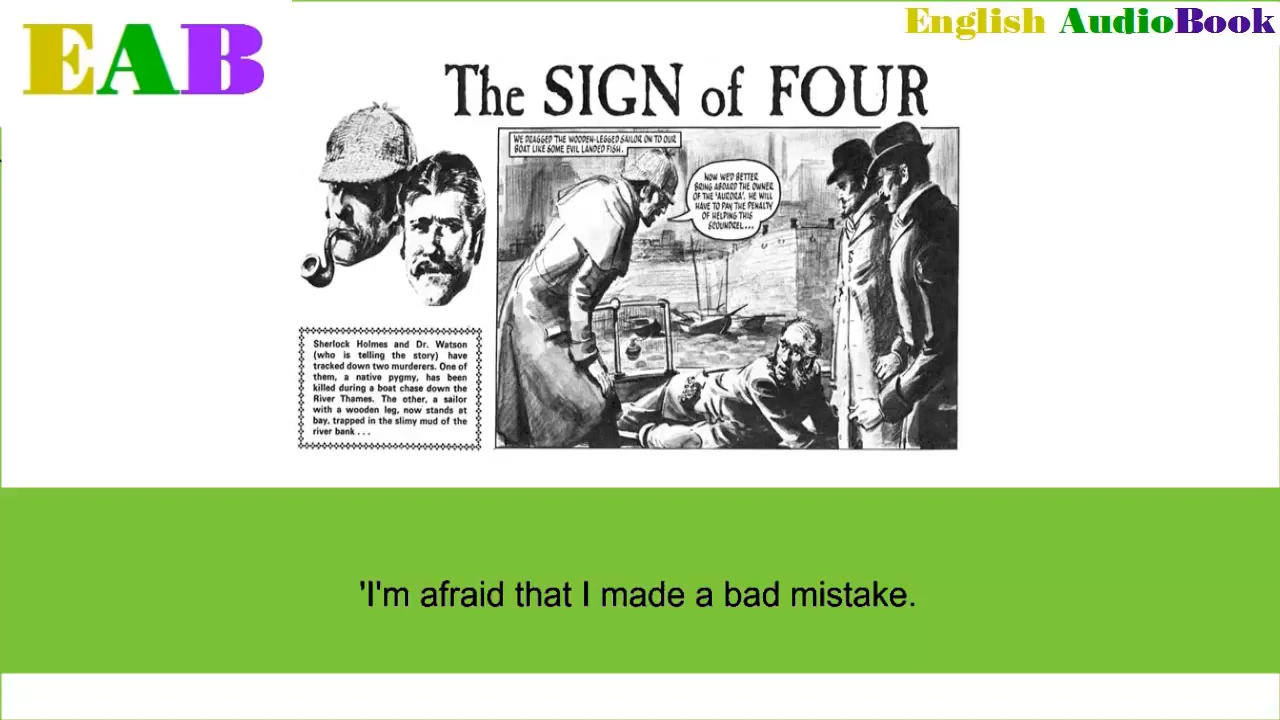 EAB
English AudioBook
The SIGN of FOUR
WE DRAGGED THE WOODEN-LEGGED SAILOR ON TO OUR
BOAT LIKE SOME EVIL LANDED FISH.
NOW WE'D BETTER
BRING ABOARD THE OWNER
OF THE 'AURORA'. HE WILL
HAVE TO PAY THE PENALTY
OF HELPING THIS
SCOUNDREL...
Sherlock Holmes and Dr. Watson
(who is telling the story) have
tracked down two murderers. One of
them, a native pygmy, has been
killed during a boat chase down the
River Thames. The other, a sailor
with a wooden leg, now stands at
bay, trapped in the slimy mud of the
river bank . . .
'I'm afraid that I made a bad mistake.